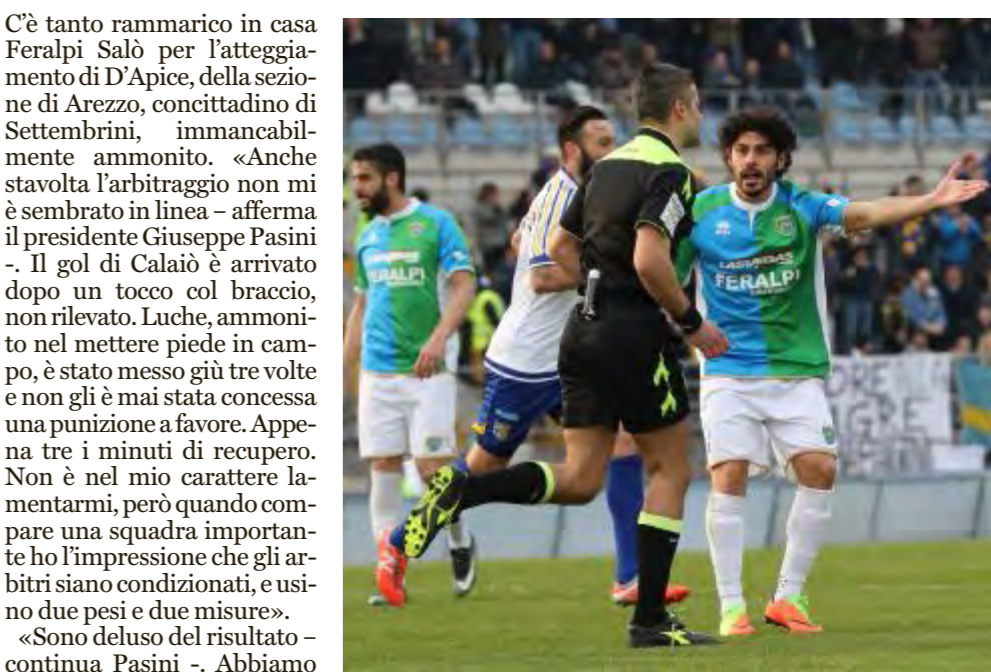 C'è tanto rammarico in casa
Feralpi Salò per l'atteggia-
mento di D'Apice, della sezio-
ne di Arezzo, concittadino di
Settembrini, immancabil-
mente ammonito. «Anche
stavolta l'arbitraggio non mi
è sembrato in linea – afferma
il presidente Giuseppe Pasini
-. Il gol di Calaiò è arrivato
dopo un tocco col braccio,
non rilevato. Luche, ammoni-
to nel mettere piede in cam-
po, è stato messo giù tre volte
e non gli è mai stata concessa
una punizione a favore. Appe-
na tre i minuti di recupero.
Non è nel mio carattere la-
mentarmi, però quando com-
pare una squadra importan-
te ho l'impressione che gli ar-
bitri siano condizionati, e usi-
no due pesi e due misure».
«Sono deluso del risultato –
continua Pasini -. Abbiamo
FERALPI
FERALPI